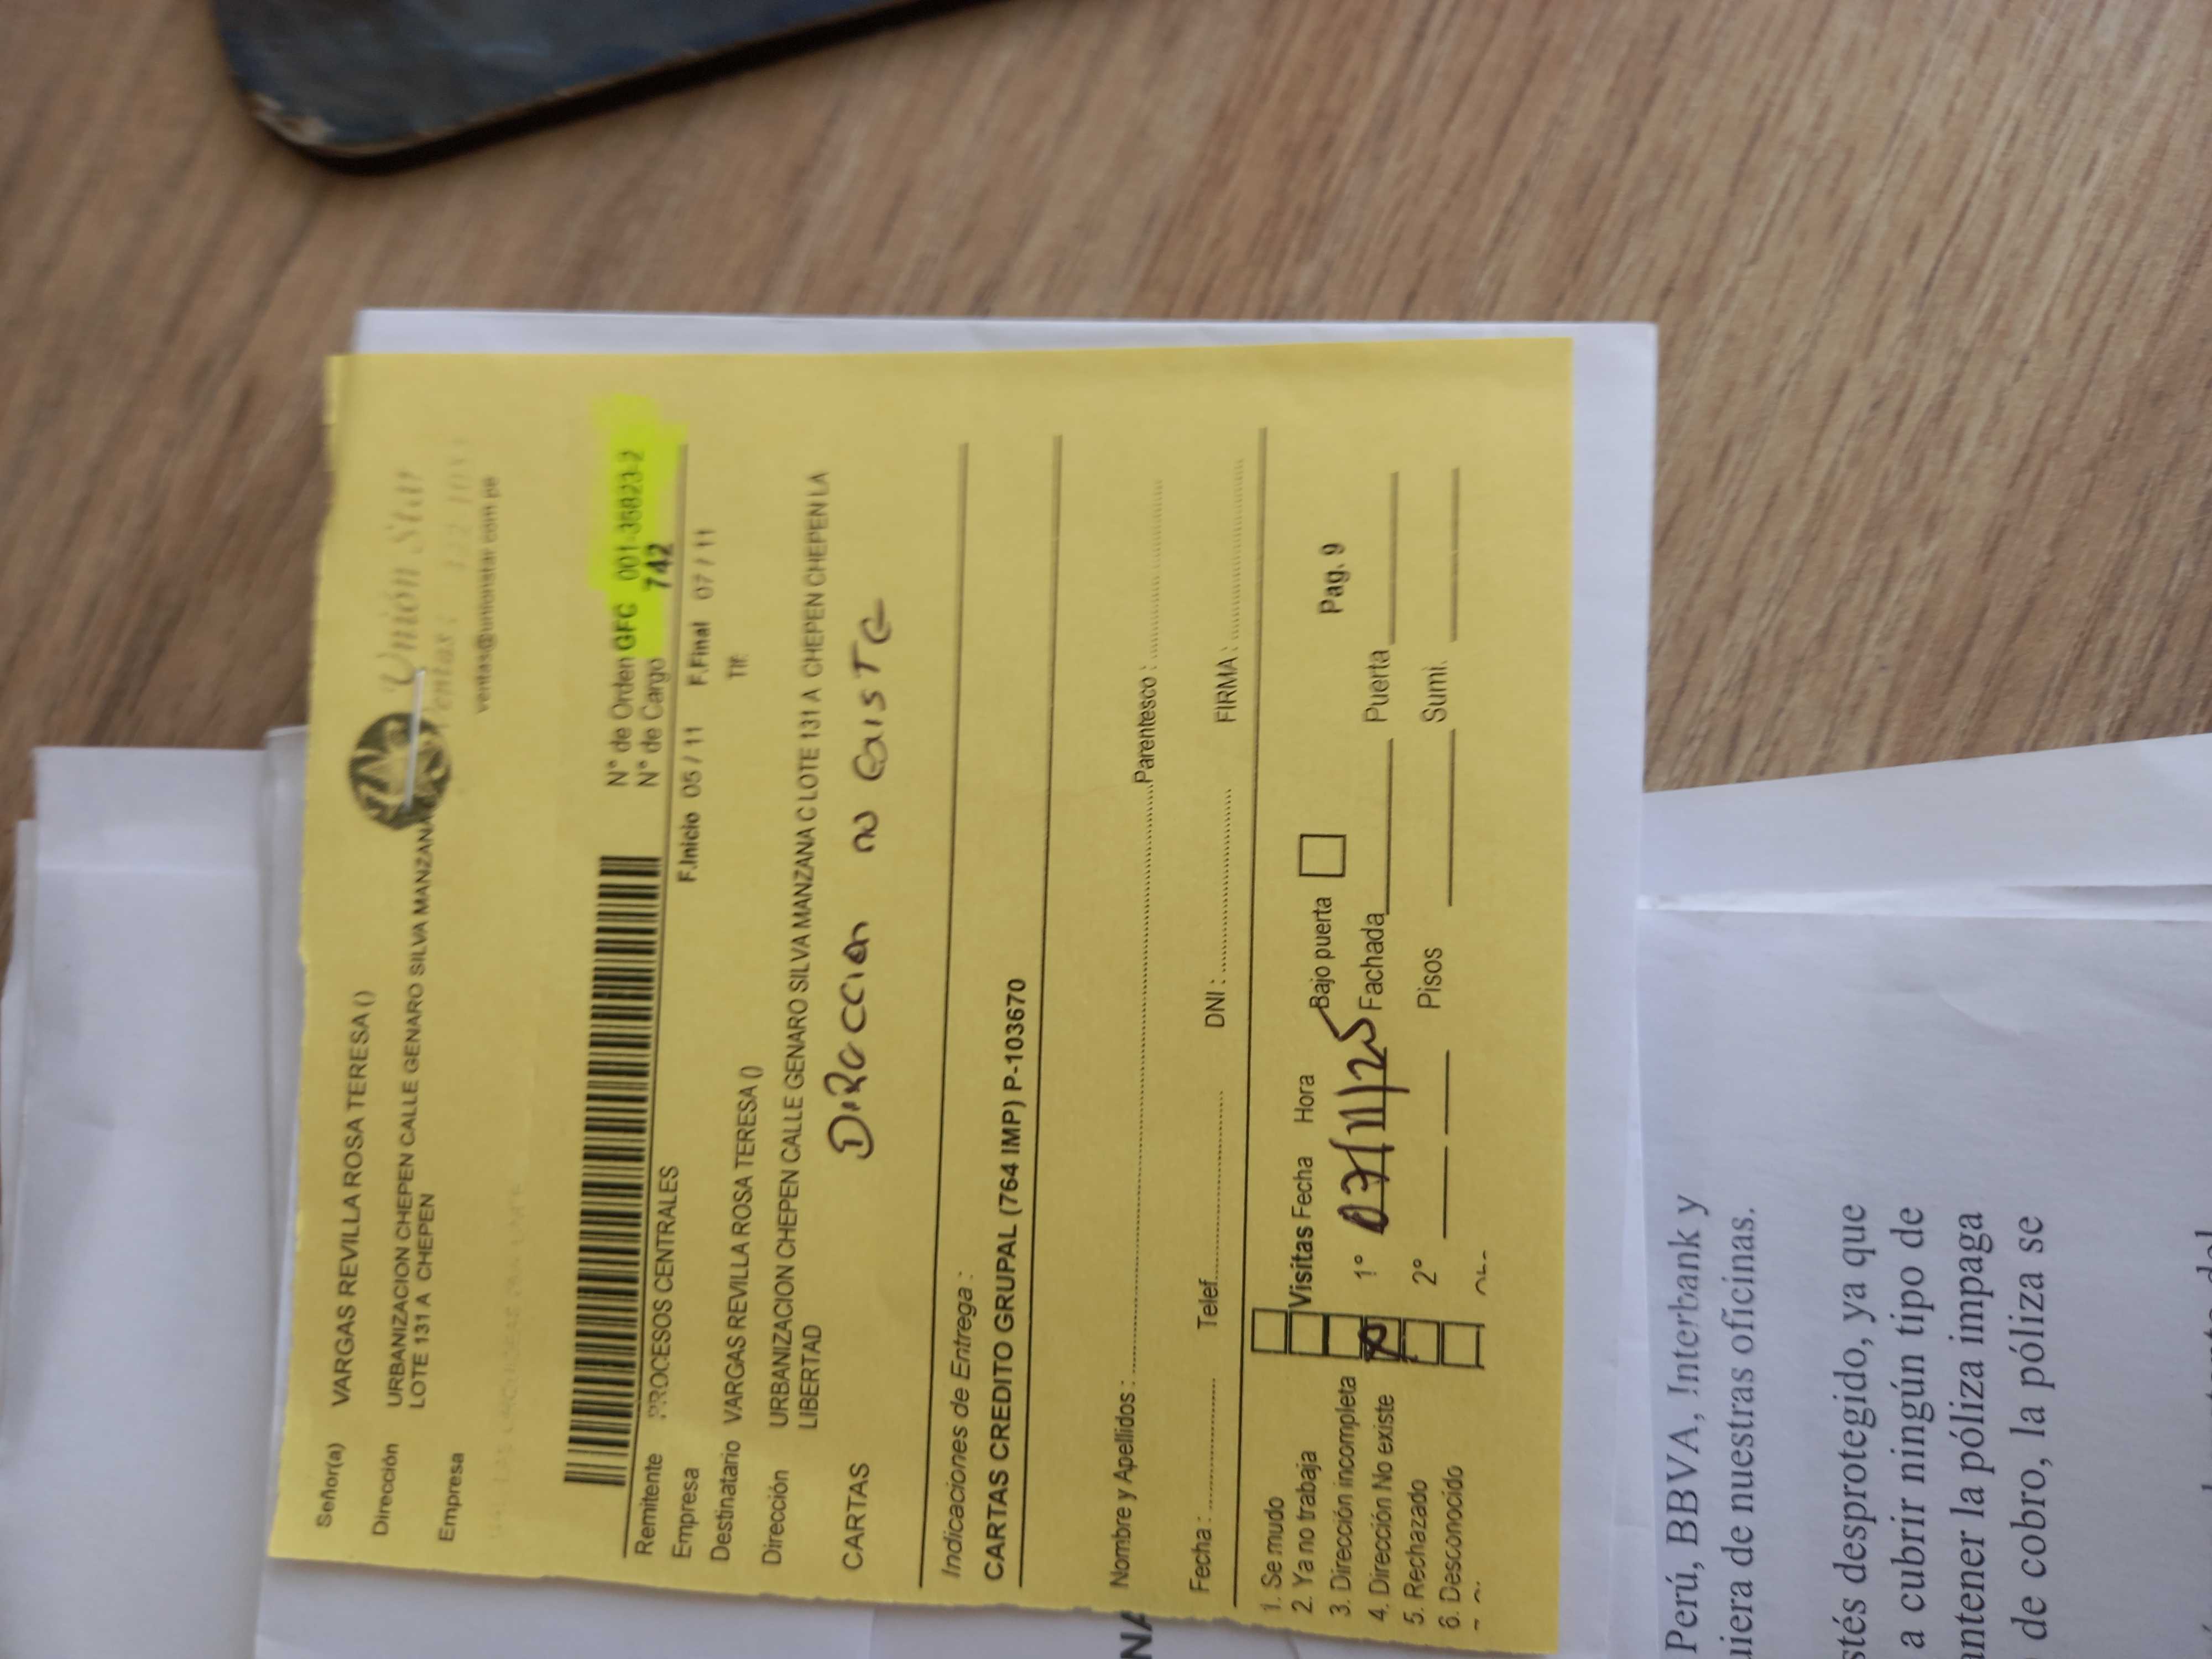 Señor(a) VARGAS REVILLA ROSA TERESA ()
Dirección URBANIZACION CHEPEN CALLE GENARO SILVA MANZANA
LOTE 131 A CHEPEN
Empresa
Unión Star
Ventas:
ventas@unionstar.com.pe
N° de Orden GFC 001-35823-2
N° de Cargo 742
Remitente PROCESOS CENTRALES
F.Inicio 05 / 11 F.Final 07 / 11
Empresa
Destinatario VARGAS REVILLA ROSA TERESA () Tlf:
Dirección URBANIZACION CHEPEN CALLE GENARO SILVA MANZANA C LOTE 131 A CHEPEN CHEPEN LA
LIBERTAD
DIRECCION no EXISTE
CARTAS
Indicaciones de Entrega :
CARTAS CREDITO GRUPAL (764 IMP) P-103670
Nombre y Apellidos : Parentesco :
Fecha : Telef. DNI : FIRMA :
1. Se mudo
2. Ya no trabaja Visitas Fecha Hora Bajo puerta Pag. 9
3. Dirección incompleta
4. Dirección No existe 1° 07/11/25 Fachada Puerta
5. Rechazado 2° Pisos Sumi.
6. Desconocido
Perú, BBVA, Interbank y
uiera de nuestras oficinas.
stés desprotegido, ya que
a cubrir ningún tipo de
antener la póliza impaga
de cobro, la póliza se